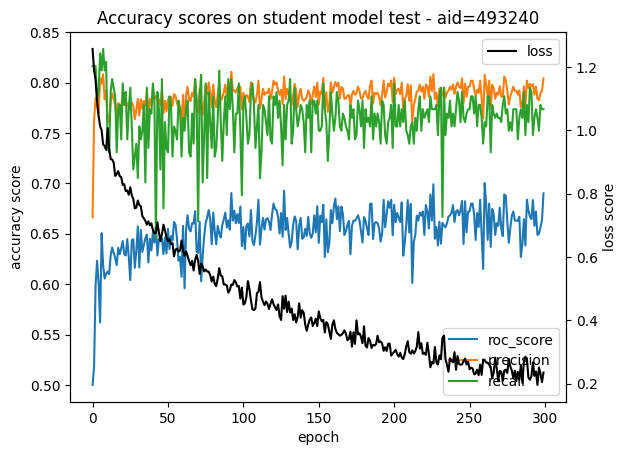 Accuracy scores on student model test - aid=493240
accuracy score
0.85
0.80
0.75
0.70
0.65
0.60
0.55
0.50
loss
1.2
1.0
0.8
0.6
0.4
0.2
loss score
roc_score
precision
recall
0
50
100
150
200
250
300
epoch